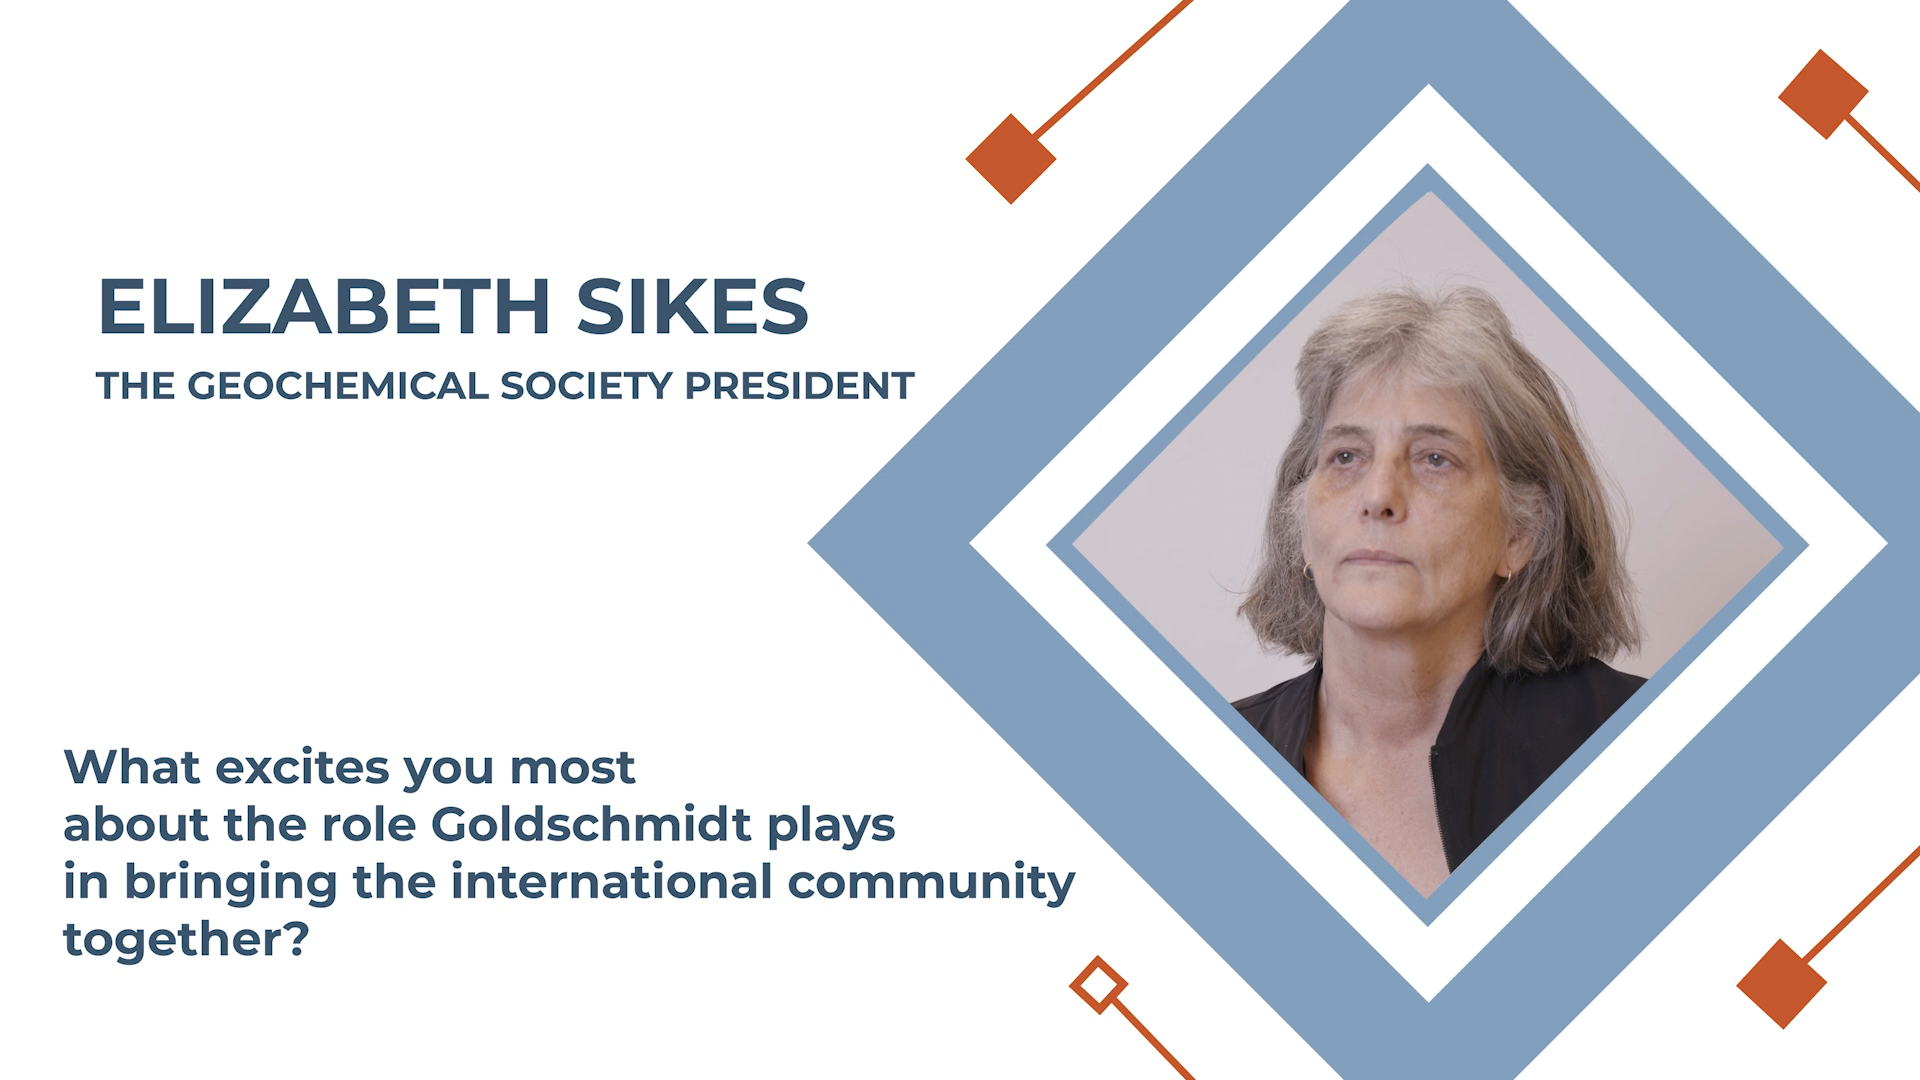 ELIZABETH SIKES
THE GEOCHEMICAL SOCIETY PRESIDENT
What excites you most
about the role Goldschmidt plays
in bringing the international community
together?